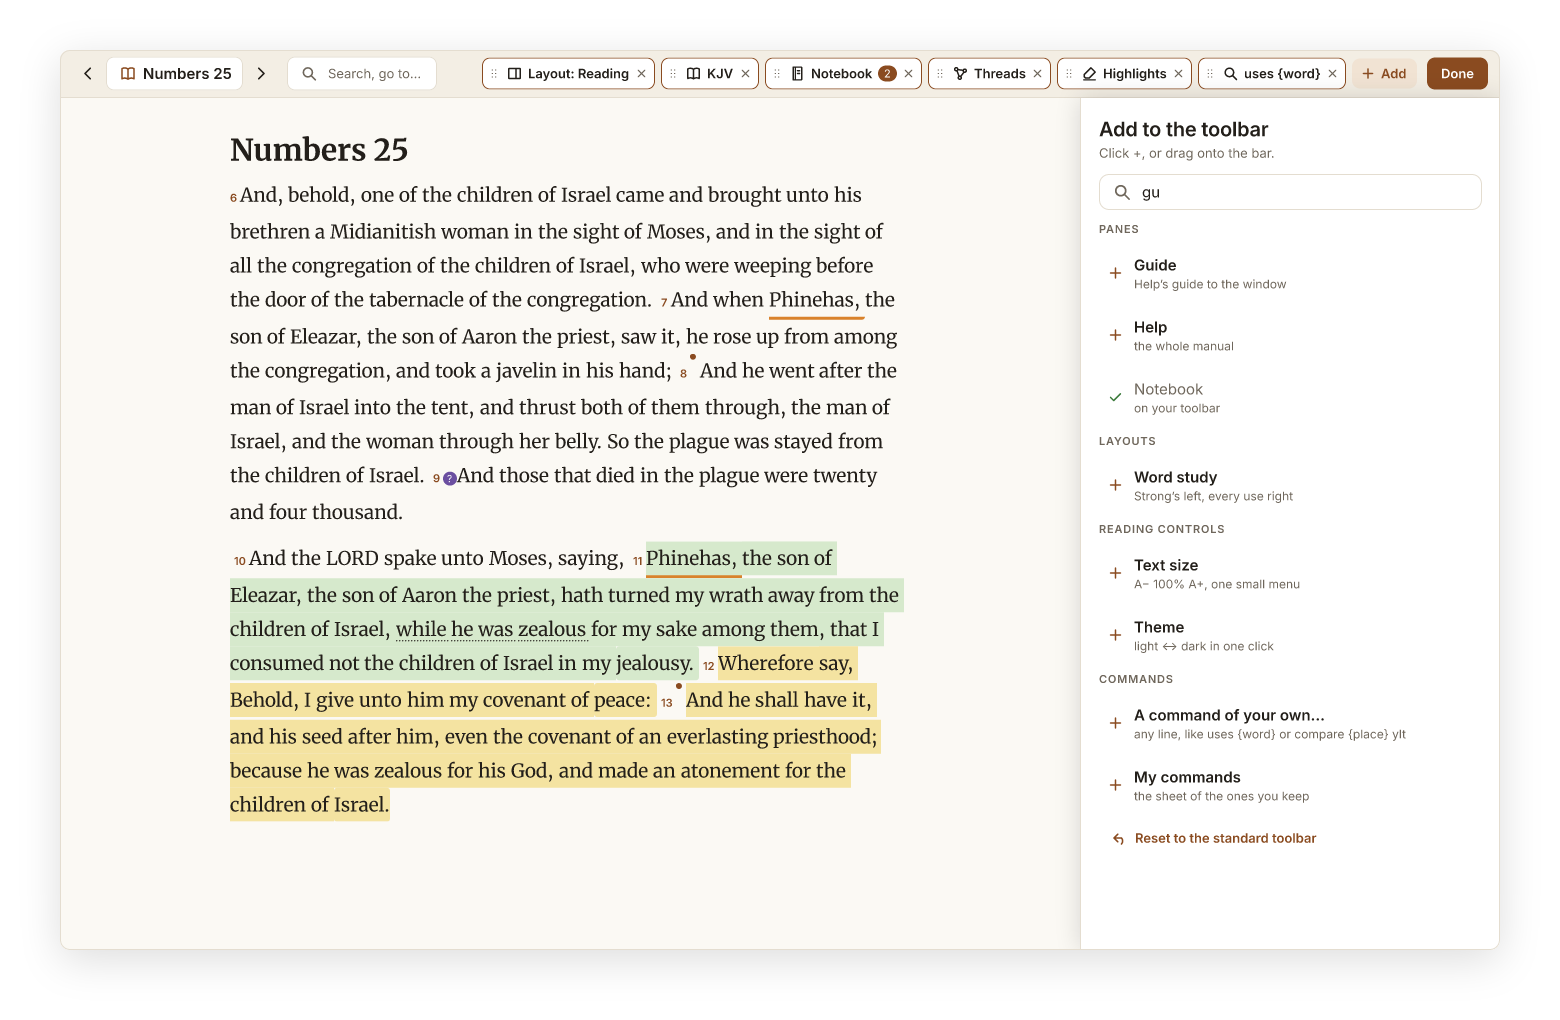 Numbers 25
Search, go to...
Layout: Reading
KJV
Notebook 2
Threads
Highlights
uses {word}
Add
Done
Numbers 25
6 And, behold, one of the children of Israel came and brought unto his
brethren a Midianitish woman in the sight of Moses, and in the sight of
all the congregation of the children of Israel, who were weeping before
the door of the tabernacle of the congregation. 7 And when Phinehas, the
son of Eleazar, the son of Aaron the priest, saw it, he rose up from among
the congregation, and took a javelin in his hand; 8 And he went after the
man of Israel into the tent, and thrust both of them through, the man of
Israel, and the woman through her belly. So the plague was stayed from
the children of Israel. 9 ? And those that died in the plague were twenty
and four thousand.
10 And the LORD spake unto Moses, saying, 11 Phinehas, the son of
Eleazar, the son of Aaron the priest, hath turned my wrath away from the
children of Israel, while he was zealous for my sake among them, that I
consumed not the children of Israel in my jealousy. 12 Wherefore say,
Behold, I give unto him my covenant of peace: 13 And he shall have it,
and his seed after him, even the covenant of an everlasting priesthood;
because he was zealous for his God, and made an atonement for the
children of Israel.
Add to the toolbar
Click +, or drag onto the bar.
gu
PANES
Guide
Help's guide to the window
Help
the whole manual
Notebook
on your toolbar
LAYOUTS
Word study
Strong's left, every use right
READING CONTROLS
Text size
A− 100% A+, one small menu
Theme
light ↔ dark in one click
COMMANDS
A command of your own...
any line, like uses {word} or compare {place} ylt
My commands
the sheet of the ones you keep
Reset to the standard toolbar